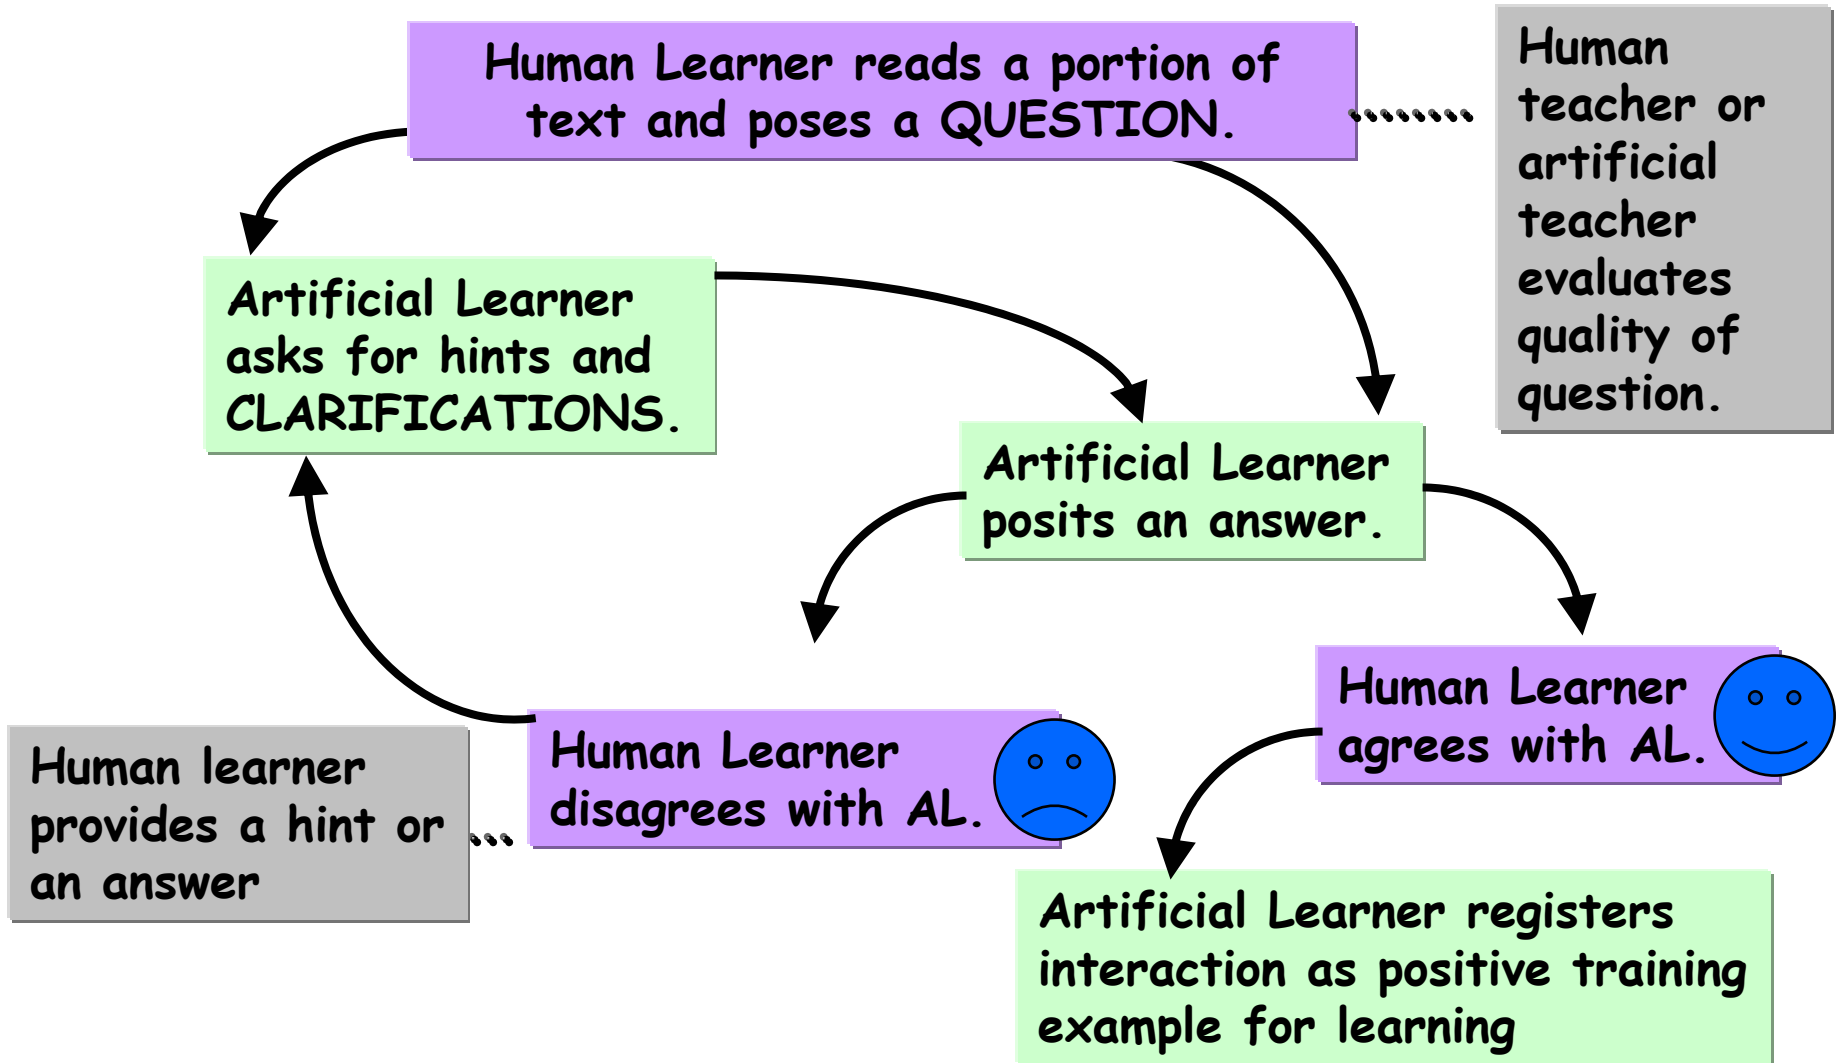 Human Learner reads a portion of
text and poses a QUESTION.
Human
teacher or
artificial
teacher
evaluates
quality of
question.
Artificial Learner
asks for hints and
CLARIFICATIONS.
Artificial Learner
posits an answer.
Human Learner
agrees with AL.
Human Learner
disagrees with AL.
Human learner
provides a hint or
an answer
Artificial Learner registers
interaction as positive training
example for learning